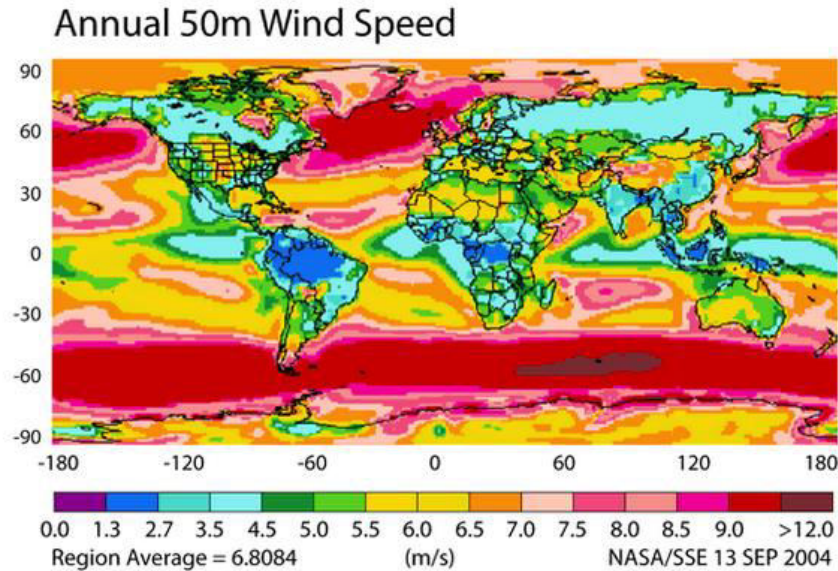 Annual 50m Wind Speed
90
60
30
0
-30
-60
-90
-180 -120 -60 0 60 120 180
0.0 1.3 2.7 3.5 4.5 5.0 5.5 6.0 6.5 7.0 7.5 8.0 8.5 9.0 >12.0
Region Average = 6.8084 (m/s) NASA/SSE 13 SEP 2004